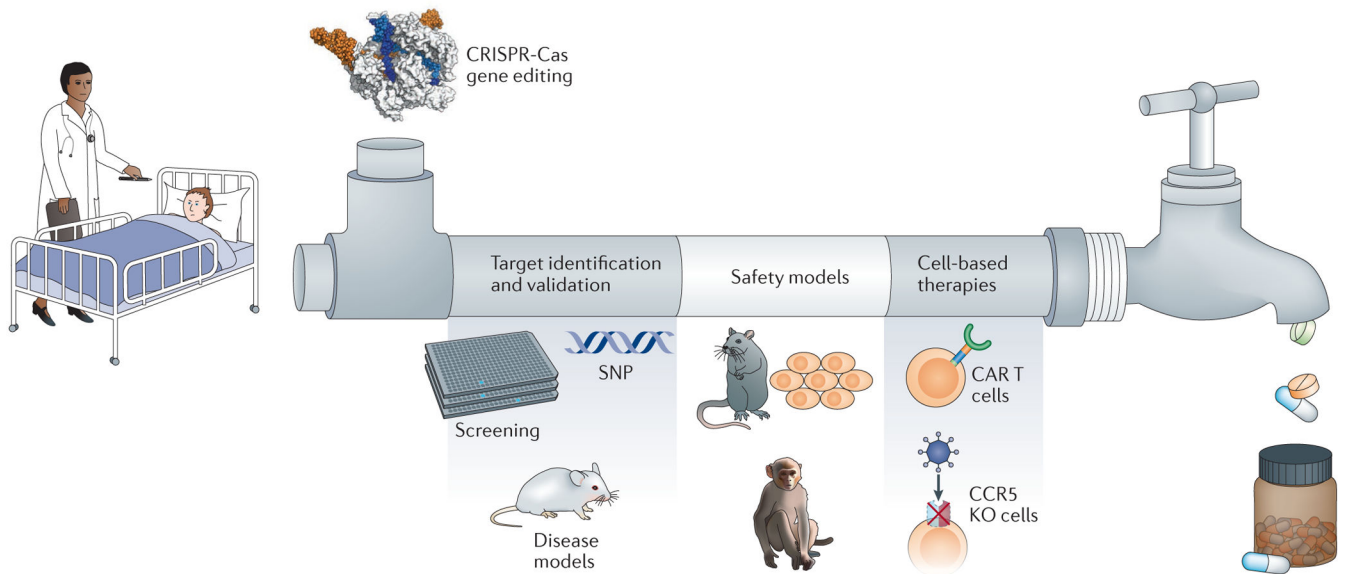 CRISPR-Cas
gene editing
Target identification
and validation
Safety models
Cell-based
therapies
SNP
Screening
Disease
models
CAR T
cells
CCR5
KO cells